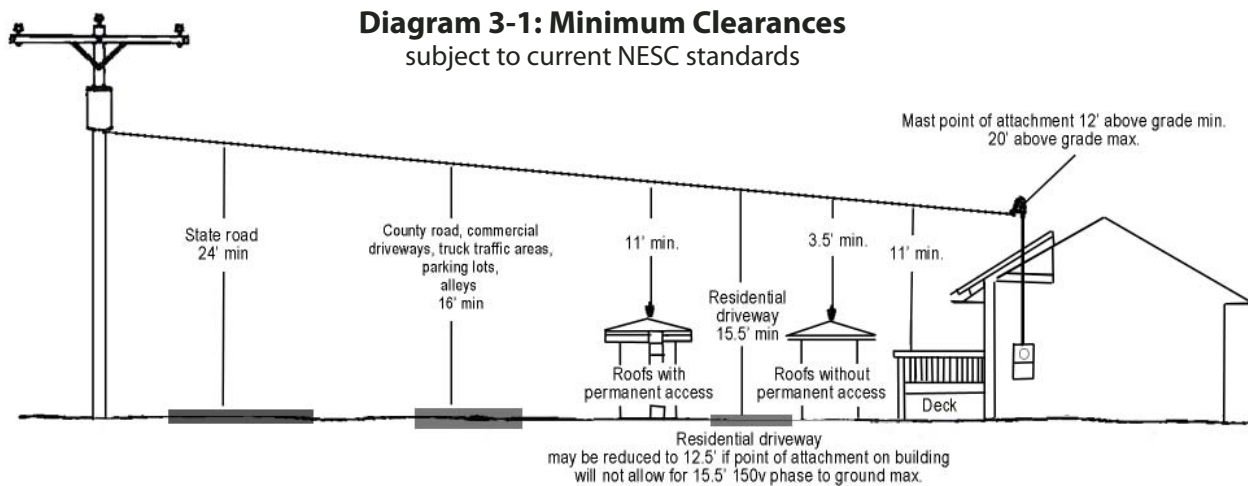 Diagram 3-1: Minimum Clearances
subject to current NESC standards
Mast point of attachment 12' above grade min.
20' above grade max.
State road
24' min
County road, commercial
driveways, truck traffic areas,
parking lots,
alleys
16' min
11' min.
Residential
driveway
15.5' min
3.5' min.
11' min.
Roofs with
permanent access
Roofs without
permanent access
Deck
Residential driveway
may be reduced to 12.5' if point of attachment on building
will not allow for 15.5' 150v phase to ground max.